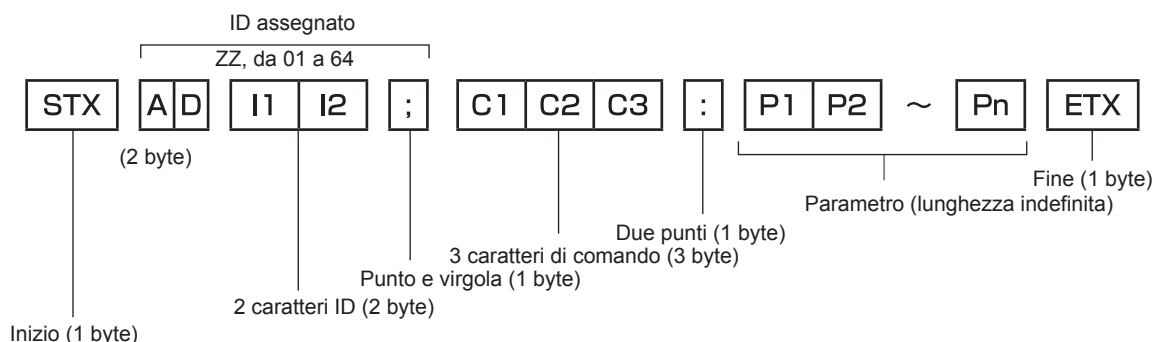 ID assegnato
ZZ, da 01 a 64
STX A D I1 I2 ; C1 C2 C3 : P1 P2 ~ Pn ETX
(2 byte)
Fine (1 byte)
Parametro (lunghezza indefinita)
Due punti (1 byte)
3 caratteri di comando (3 byte)
Punto e virgola (1 byte)
2 caratteri ID (2 byte)
Inizio (1 byte)